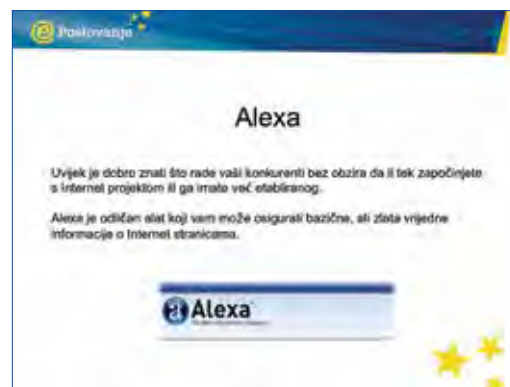 e Poslovanje
Alexa
Uvijek je dobro znati što rade vaši konkurenti bez obzira da li tek započinjete
s Internet projektom ili ga imate već etabliranog.
Alexa je odličan alat koji vam može osigurati bazične, ali zlata vrijedne
informacije o Internet stranicama.
a Alexa